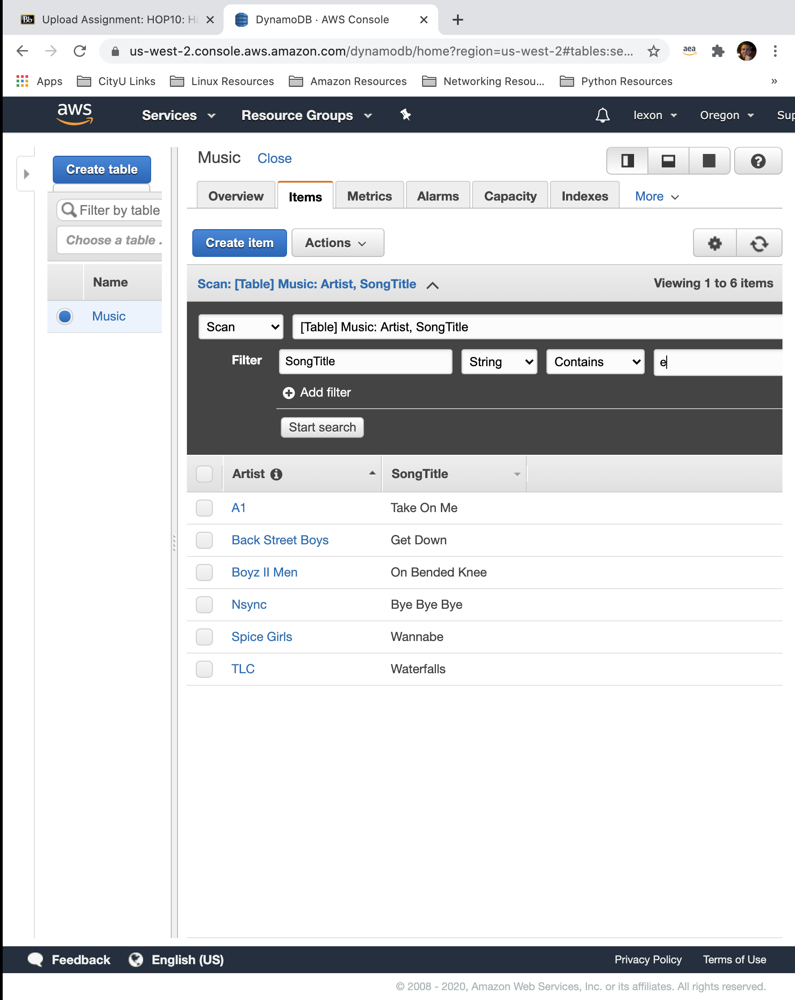 Bb Upload Assignment: HOP10: Ha DynamoDB · AWS Console
us-west-2.console.aws.amazon.com/dynamodb/home?region=us-west-2#tables:se... aea
Apps CityU Links Linux Resources Amazon Resources Networking Resou... Python Resources »
aws Services Resource Groups lexon Oregon Sup
Create table
Filter by table
Choose a table .
Name
Music
Music Close
Overview Items Metrics Alarms Capacity Indexes More
Create item Actions
Scan: [Table] Music: Artist, SongTitle Viewing 1 to 6 items
Scan [Table] Music: Artist, SongTitle
Filter SongTitle String Contains e
Add filter
Start search
Artist SongTitle
A1 Take On Me
Back Street Boys Get Down
Boyz II Men On Bended Knee
Nsync Bye Bye Bye
Spice Girls Wannabe
TLC Waterfalls
Feedback English (US) Privacy Policy Terms of Use
© 2008 - 2020, Amazon Web Services, Inc. or its affiliates. All rights reserved.